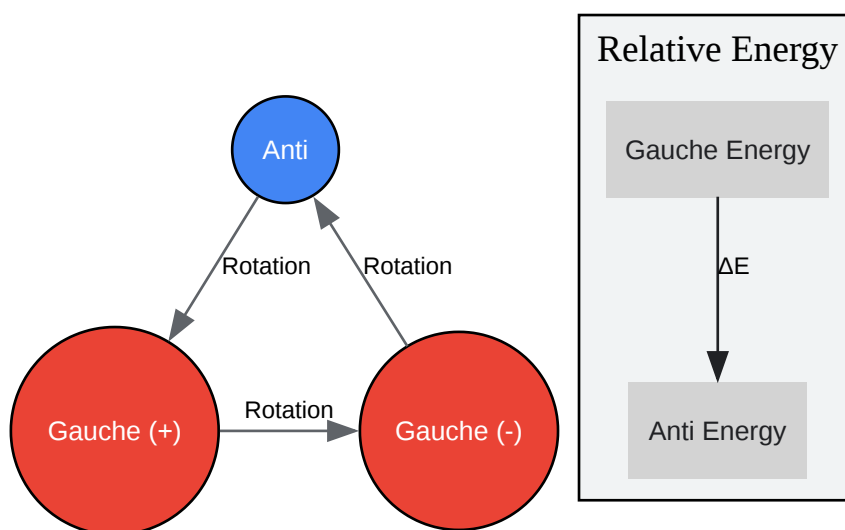 Relative Energy
Anti
Gauche Energy
Rotation
Rotation
ΔE
Gauche (+)
Rotation
Gauche (-)
Anti Energy